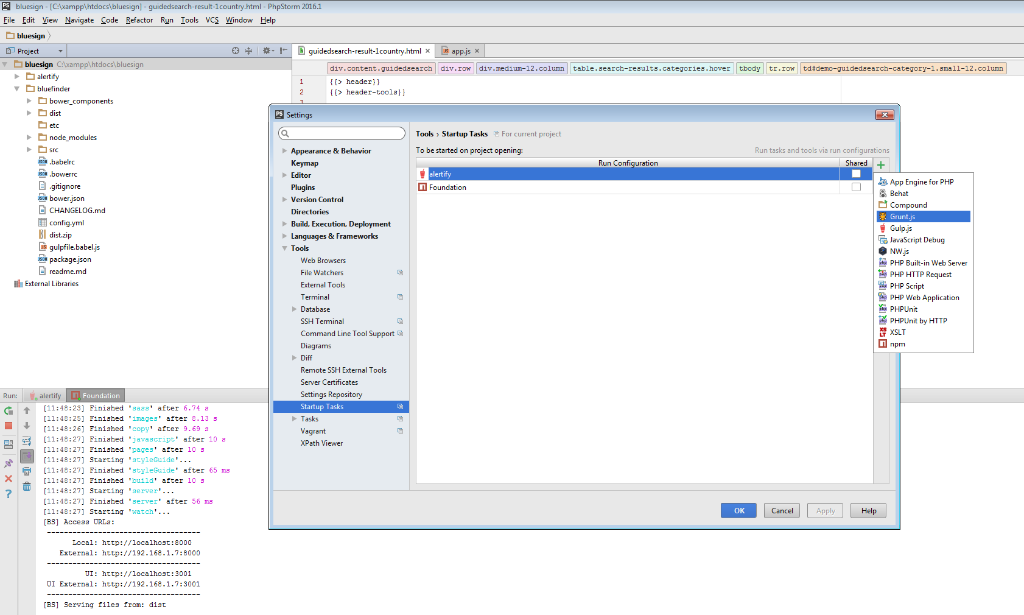 bluesign - [C:\xampp\htdocs\bluesign] - guidedsearch-result-1country.html - PhpStorm 2016.1
File Edit View Navigate Code Refactor Run Tools VCS Window Help
bluesign
Project
guidedsearch-result-1country.html
app.js
bluesign C:\xampp\htdocs\bluesign
alertify
bluefinder
bower_components
dist
etc
node_modules
src
.babelrc
.bowerrc
.gitignore
bower.json
CHANGELOG.md
config.yml
dist.zip
gulpfile.babel.js
package.json
readme.md
External Libraries
div.content.guidedsearch div.row div.medium-12.column table.search-results.categories.hover tbody tr.row td#demo-guidedsearch-category-1.small-12.column
1 {{> header}}
2 {{> header-tools}}
3
Settings
Appearance & Behavior
Keymap
Editor
Plugins
Version Control
Directories
Build, Execution, Deployment
Languages & Frameworks
Tools
Web Browsers
File Watchers
External Tools
Terminal
Database
SSH Terminal
Command Line Tool Support
Diagrams
Diff
Remote SSH External Tools
Server Certificates
Settings Repository
Startup Tasks
Tasks
Vagrant
XPath Viewer
Tools › Startup Tasks For current project
To be started on project opening: Run tasks and tools via run configurations
Run Configuration Shared
alertify
Foundation
App Engine for PHP
Behat
Compound
Grunt.js
Gulp.js
JavaScript Debug
NW.js
PHP Built-in Web Server
PHP HTTP Request
PHP Script
PHP Web Application
PHPUnit
PHPUnit by HTTP
XSLT
npm
OK Cancel Apply Help
Run: alertify Foundation
[11:48:23] Finished 'sass' after 6.74 s
[11:48:25] Finished 'images' after 8.13 s
[11:48:26] Finished 'copy' after 9.69 s
[11:48:27] Finished 'javascript' after 10 s
[11:48:27] Finished 'pages' after 10 s
[11:48:27] Starting 'styleGuide'...
[11:48:27] Finished 'styleGuide' after 65 ms
[11:48:27] Finished 'build' after 10 s
[11:48:27] Starting 'server'...
[11:48:27] Finished 'server' after 56 ms
[11:48:27] Starting 'watch'...
[BS] Access URLs:
-----------------------------------
Local: http://localhost:8000
External: http://192.168.1.7:8000
-----------------------------------
UI: http://localhost:3001
UI External: http://192.168.1.7:3001
-----------------------------------
[BS] Serving files from: dist